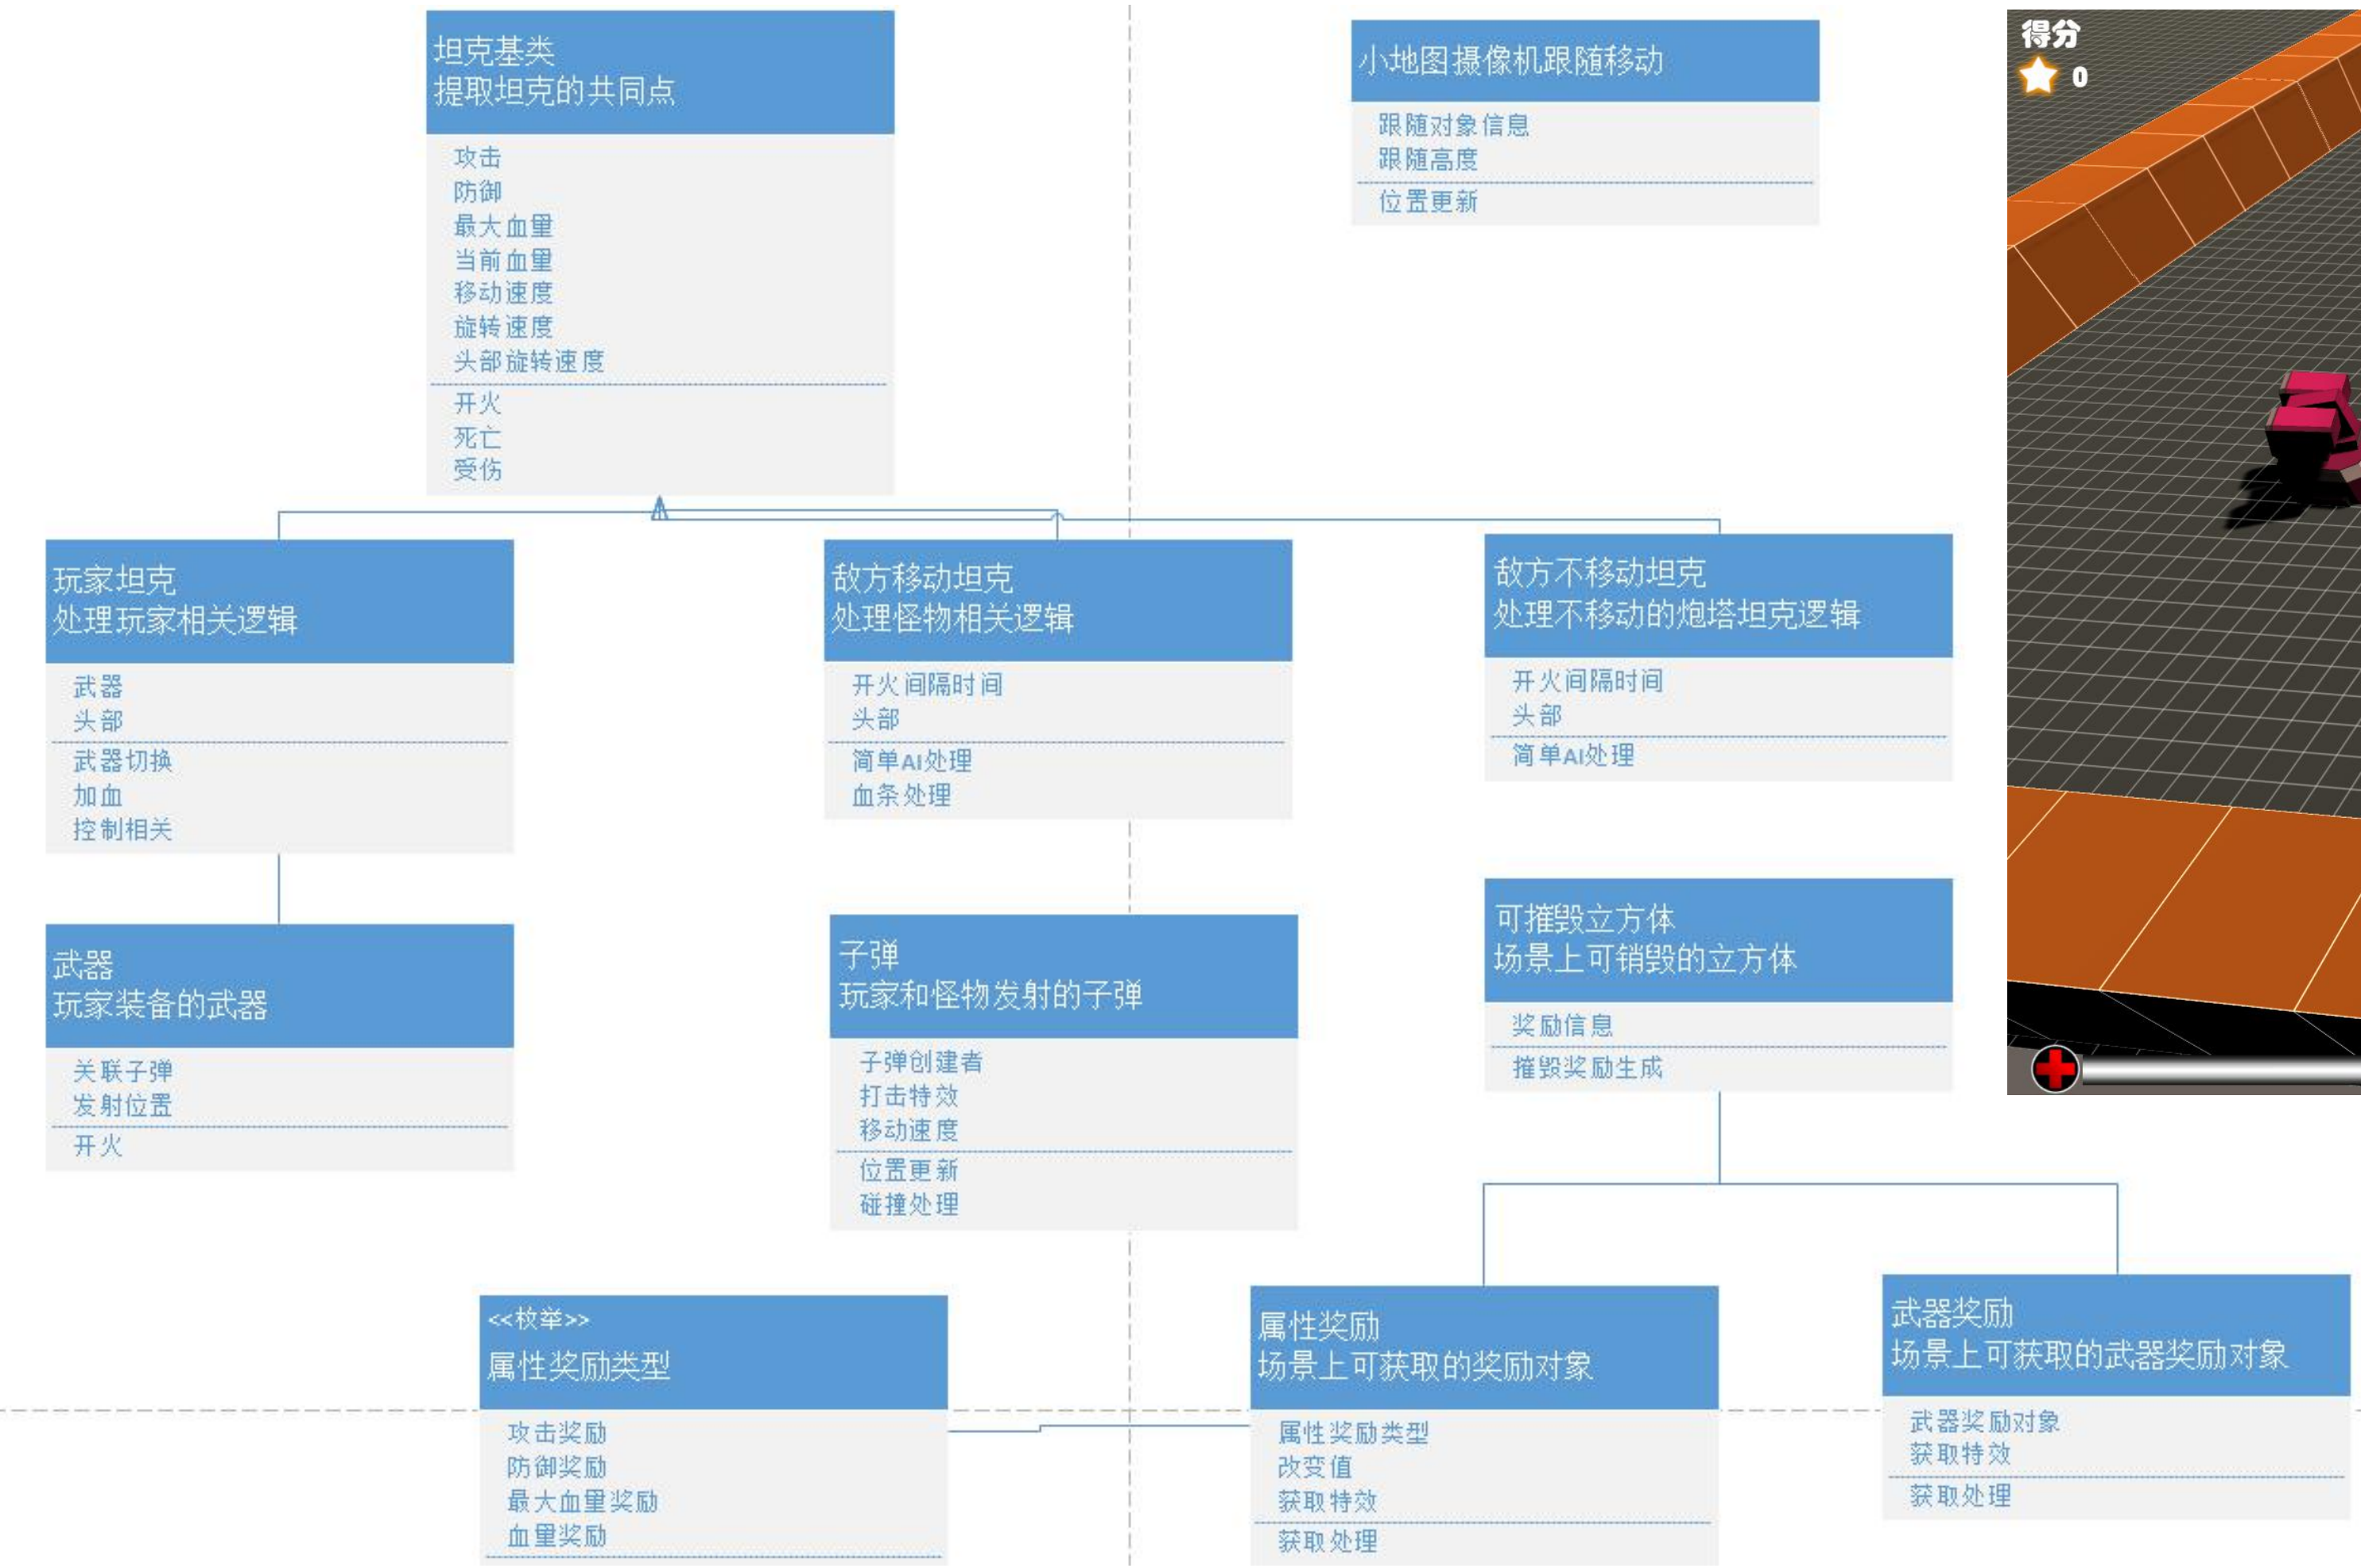 坦克基类
提取坦克的共同点
攻击
防御
最大血量
当前血量
移动速度
旋转速度
头部旋转速度
开火
死亡
受伤
小地图摄像机跟随移动
跟随对象信息
跟随高度
位置更新
得分
0
玩家坦克
处理玩家相关逻辑
武器
头部
武器切换
加血
控制相关
敌方移动坦克
处理怪物相关逻辑
开火间隔时间
头部
简单AI处理
血条处理
敌方不移动坦克
处理不移动的炮塔坦克逻辑
开火间隔时间
头部
简单AI处理
武器
玩家装备的武器
关联子弹
发射位置
开火
子弹
玩家和怪物发射的子弹
子弹创建者
打击特效
移动速度
位置更新
碰撞处理
可摧毁立方体
场景上可销毁的立方体
奖励信息
摧毁奖励生成
<<枚举>>
属性奖励类型
攻击奖励
防御奖励
最大血量奖励
血量奖励
属性奖励
场景上可获取的奖励对象
属性奖励类型
改变值
获取特效
获取处理
武器奖励
场景上可获取的武器奖励对象
武器奖励对象
获取特效
获取处理